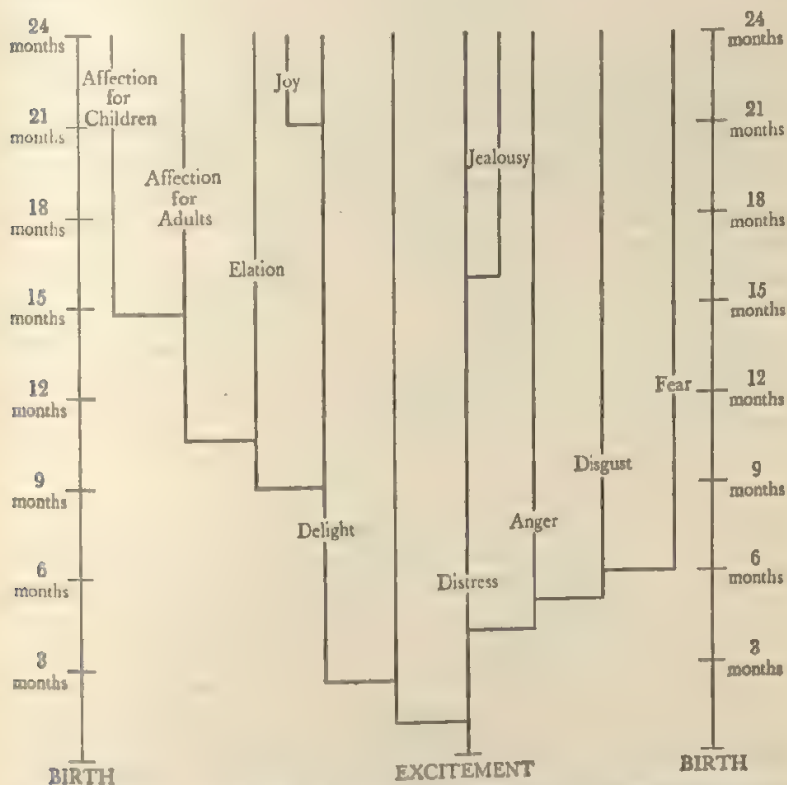 24
months
Affection
for
Children
21
months
18
months
15
months
12
months
9
months
6
months
3
months
BIRTH
Affection
for
Adults
Elation
Joy
Delight
Distress
Jealousy
Anger
Disgust
Fear
EXCITEMENT
24
months
21
months
18
months
15
months
12
months
9
months
6
months
3
months
BIRTH